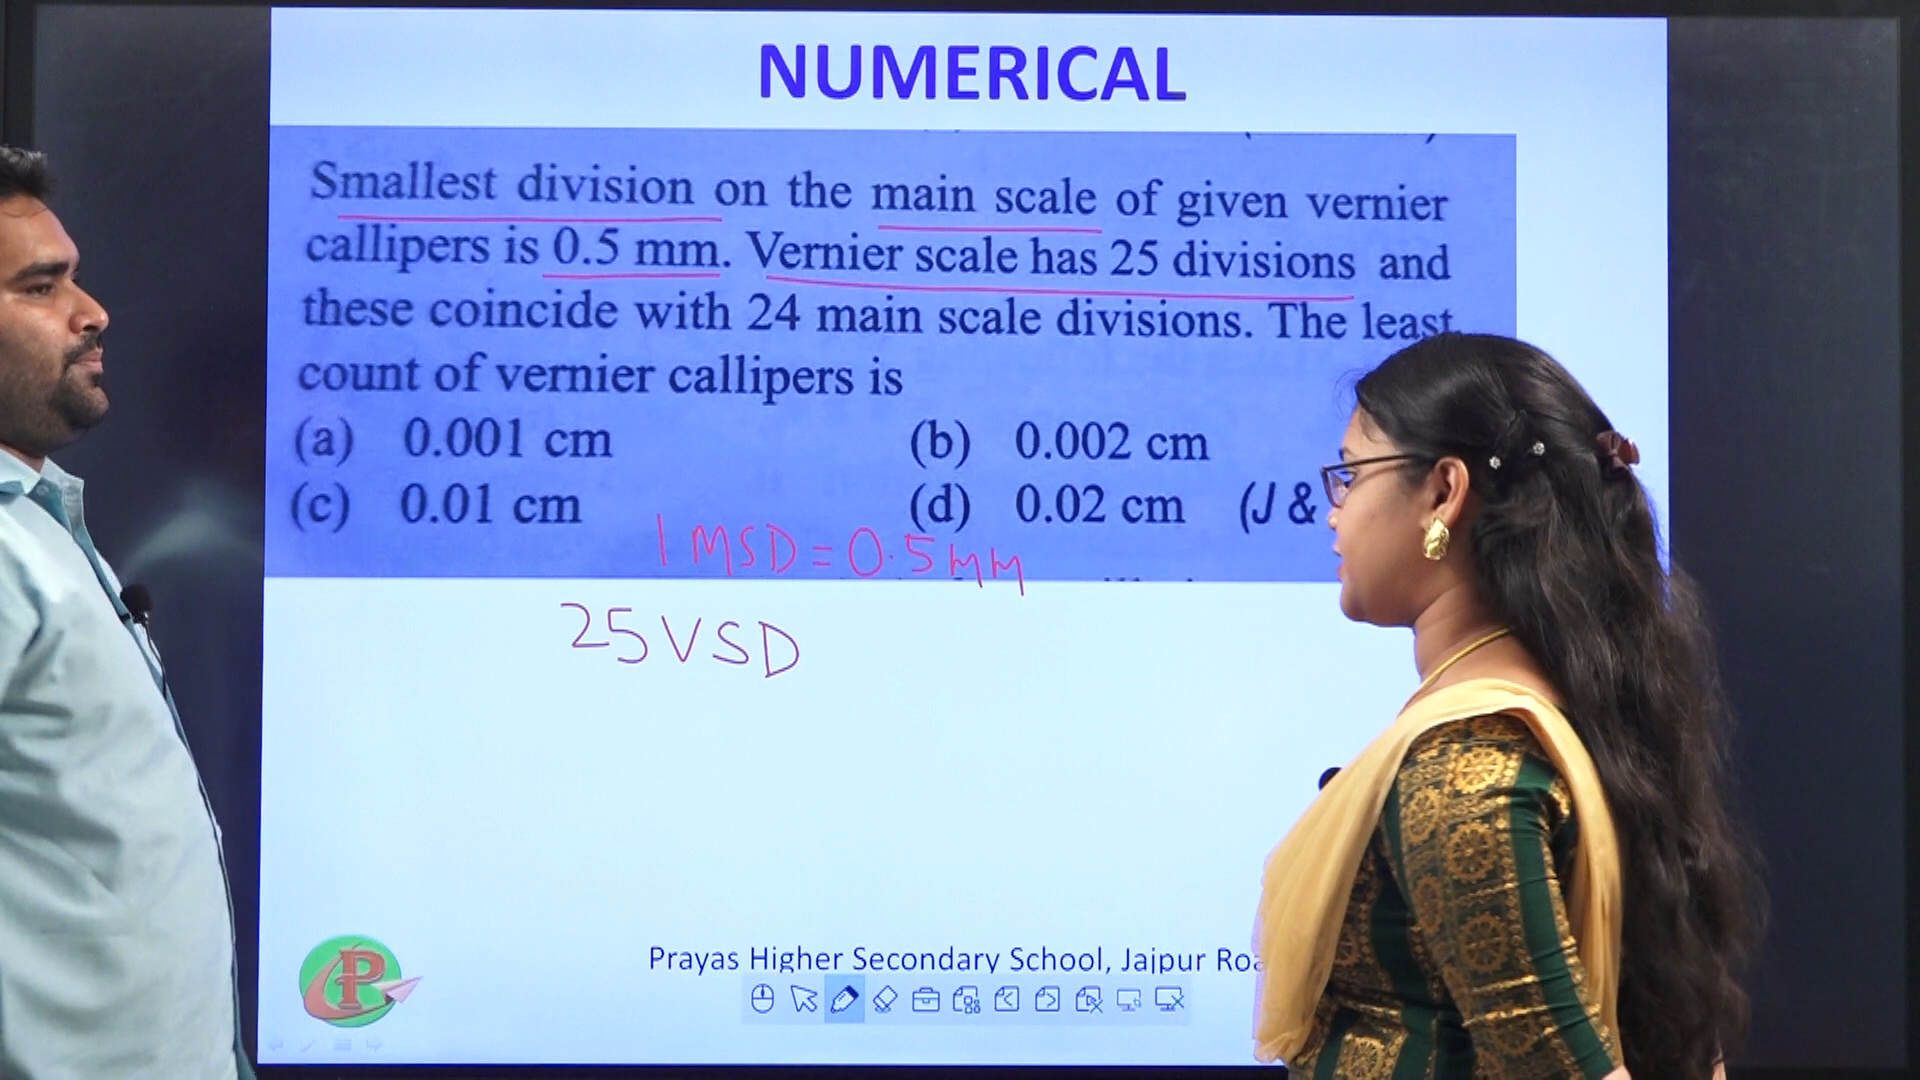 NUMERICAL
Smallest division on the main scale of given vernier
callipers is 0.5 mm. Vernier scale has 25 divisions and
these coincide with 24 main scale divisions. The least
count of vernier callipers is
(a) 0.001 cm (b) 0.002 cm
(c) 0.01 cm (d) 0.02 cm (J &
1 MSD = 0.5 mm
25 VSD
P
Prayas Higher Secondary School, Jajpur